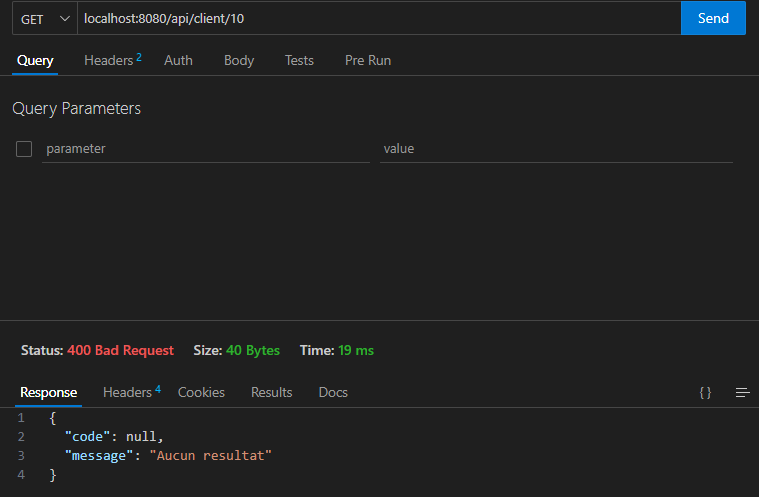 GET localhost:8080/api/client/10 Send
Query Headers 2 Auth Body Tests Pre Run
Query Parameters
parameter value
Status: 400 Bad Request Size: 40 Bytes Time: 19 ms
Response Headers 4 Cookies Results Docs { }
1 {
2 "code": null,
3 "message": "Aucun resultat"
4 }